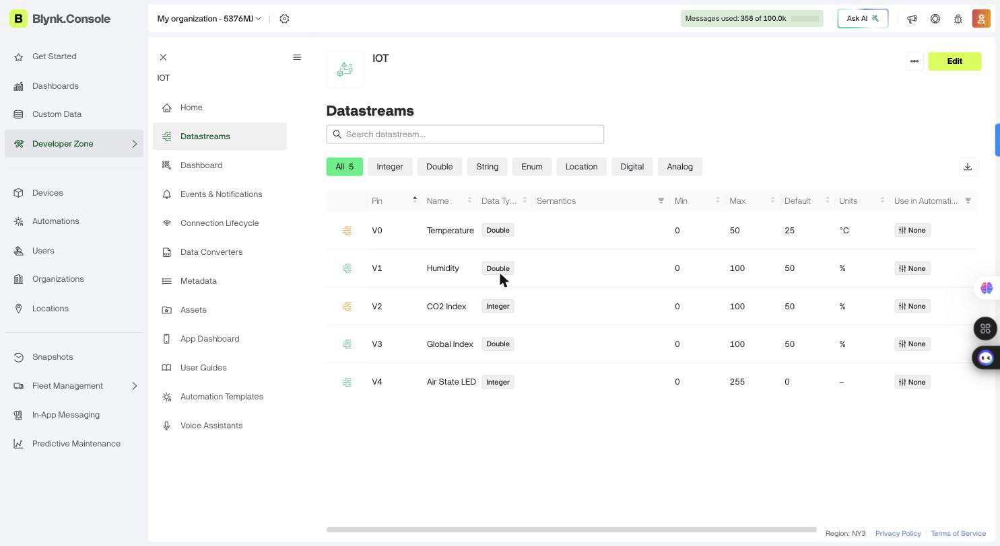 B Blynk.Console
My organization - 5376MJ
Messages used: 358 of 100.0k
Ask AI
Get Started
Dashboards
Custom Data
Developer Zone
Devices
Automations
Users
Organizations
Locations
Snapshots
Fleet Management
In-App Messaging
Predictive Maintenance
IOT
Home
Datastreams
Dashboard
Events & Notifications
Connection Lifecycle
Data Converters
Metadata
Assets
App Dashboard
User Guides
Automation Templates
Voice Assistants
IOT
Edit
Datastreams
Search datastream...
All 5 Integer Double String Enum Location Digital Analog
Pin Name Data Ty... Semantics Min Max Default Units Use in Automati...
V0 Temperature Double 0 50 25 °C None
V1 Humidity Double 0 100 50 % None
V2 CO2 Index Integer 0 100 50 % None
V3 Global Index Double 0 100 50 % None
V4 Air State LED Integer 0 255 0 – None
Region: NY3 Privacy Policy Terms of Service